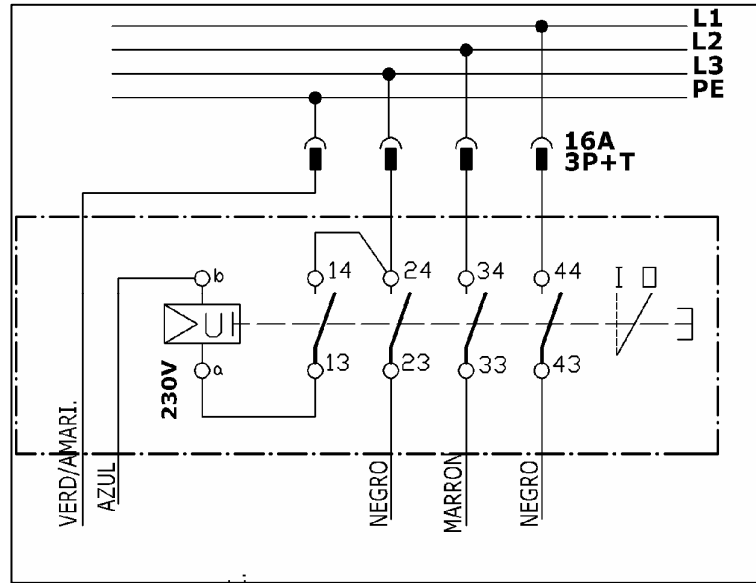 L1
L2
L3
PE
16A
3P+T
14 24 34 44 I
b
U
a
13 23 33 43
230V
VERD/AMARI.
AZUL
NEGRO
MARRON
NEGRO